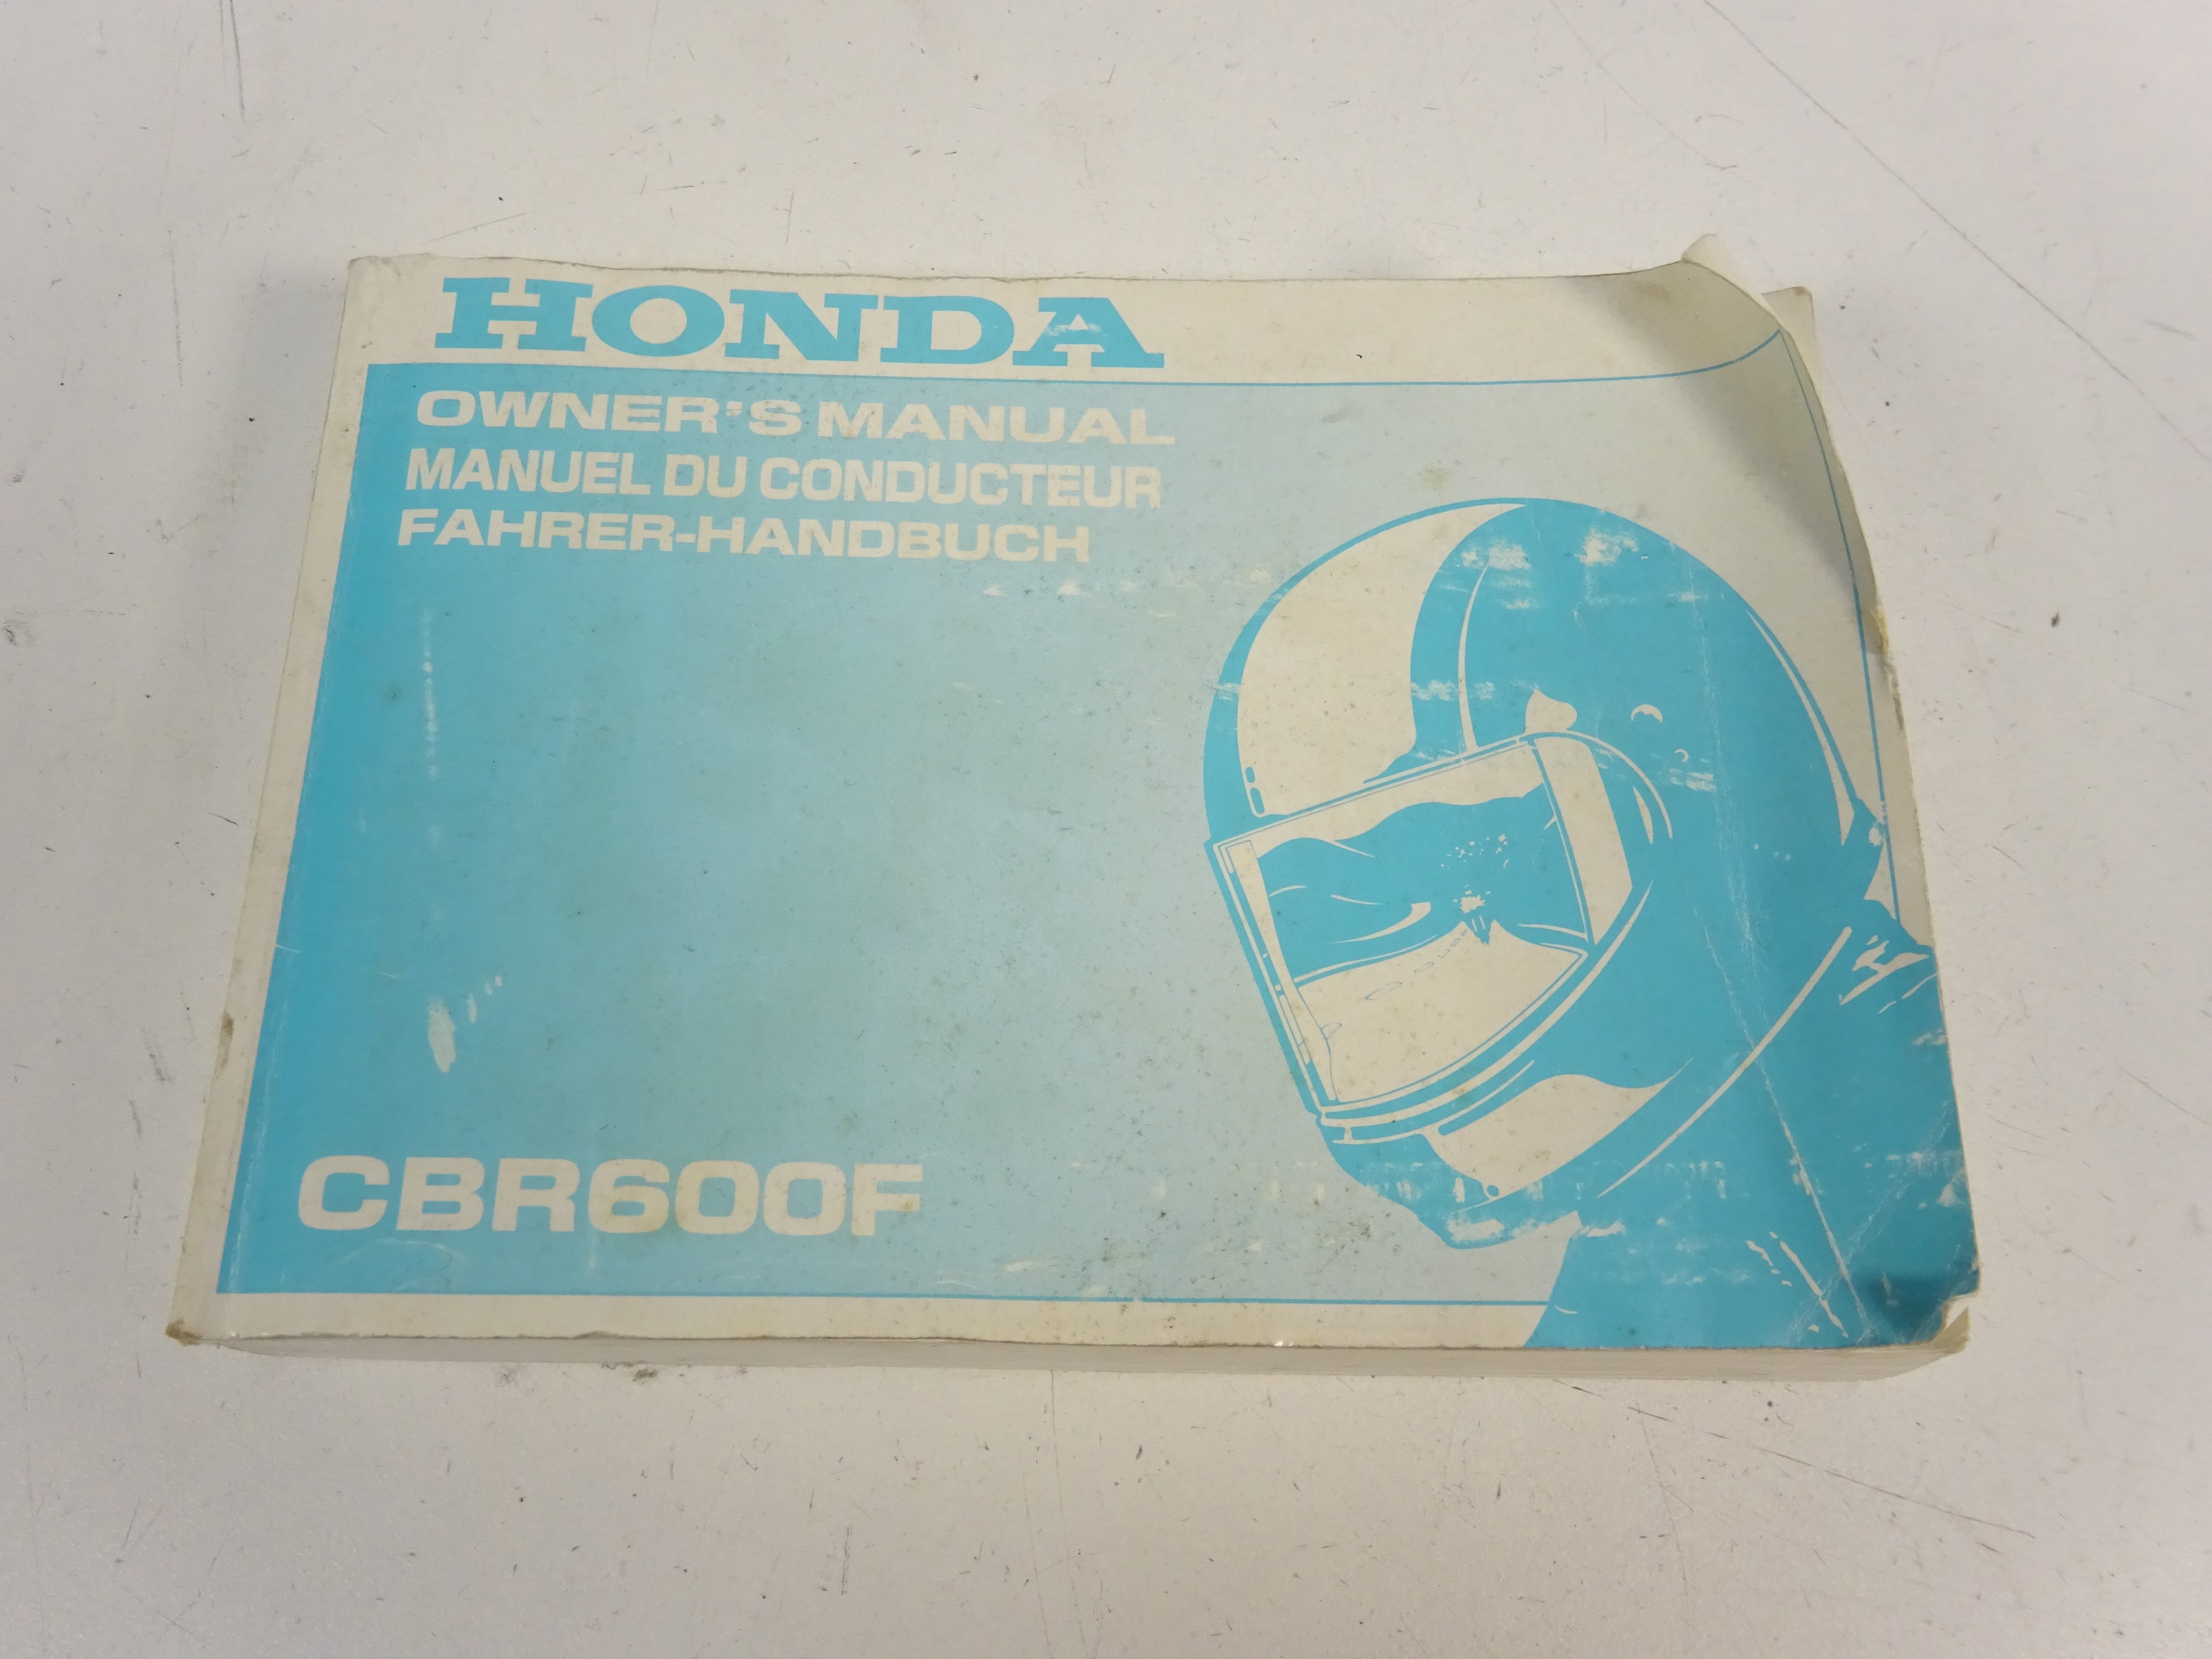 HONDA
OWNER'S MANUAL
MANUEL DU CONDUCTEUR
FAHRER-HANDBUCH
CBR600F